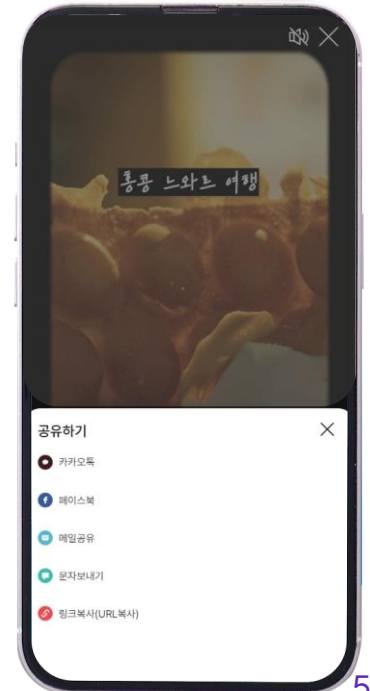 홍콩 느와르 여행
공유하기
카카오톡
페이스북
메일공유
문자보내기
링크복사(URL복사)
5